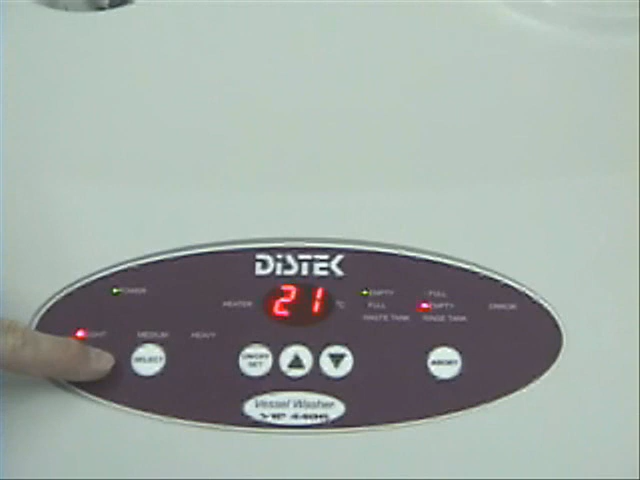 DiSTEK
POWER
HEATER
21 °C
EMPTY
FULL
WASTE TANK
FULL
EMPTY
RINSE TANK
ERROR
LIGHT
MEDIUM
HEAVY
SELECT
ON/OFF
SET
ABORT
Vessel Washer